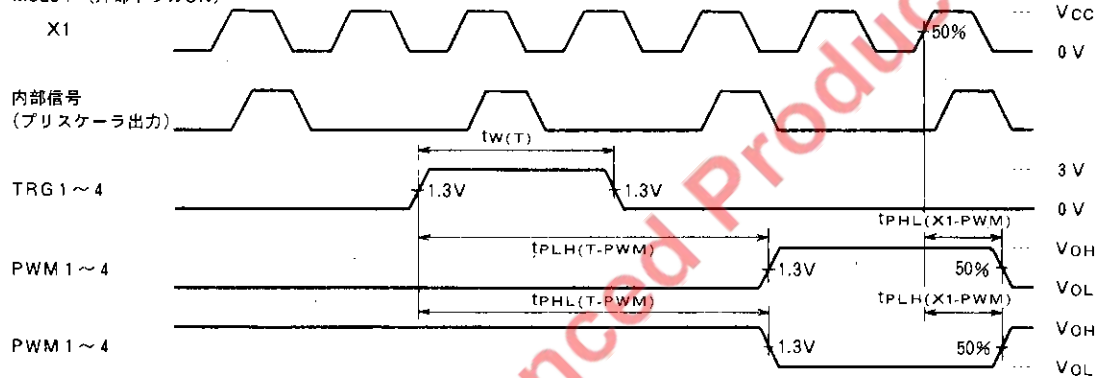 X1
50%
VCC
0 V
内部信号
(プリスケーラ出力)
tW(T)
TRG 1～4
1.3V
1.3V
3 V
0 V
tPHL(X1-PWM)
tPLH(T-PWM)
PWM 1～4
1.3V
50%
VOH
VOL
tPHL(T-PWM)
tPLH(X1-PWM)
PWM 1～4
1.3V
50%
VOH
VOL